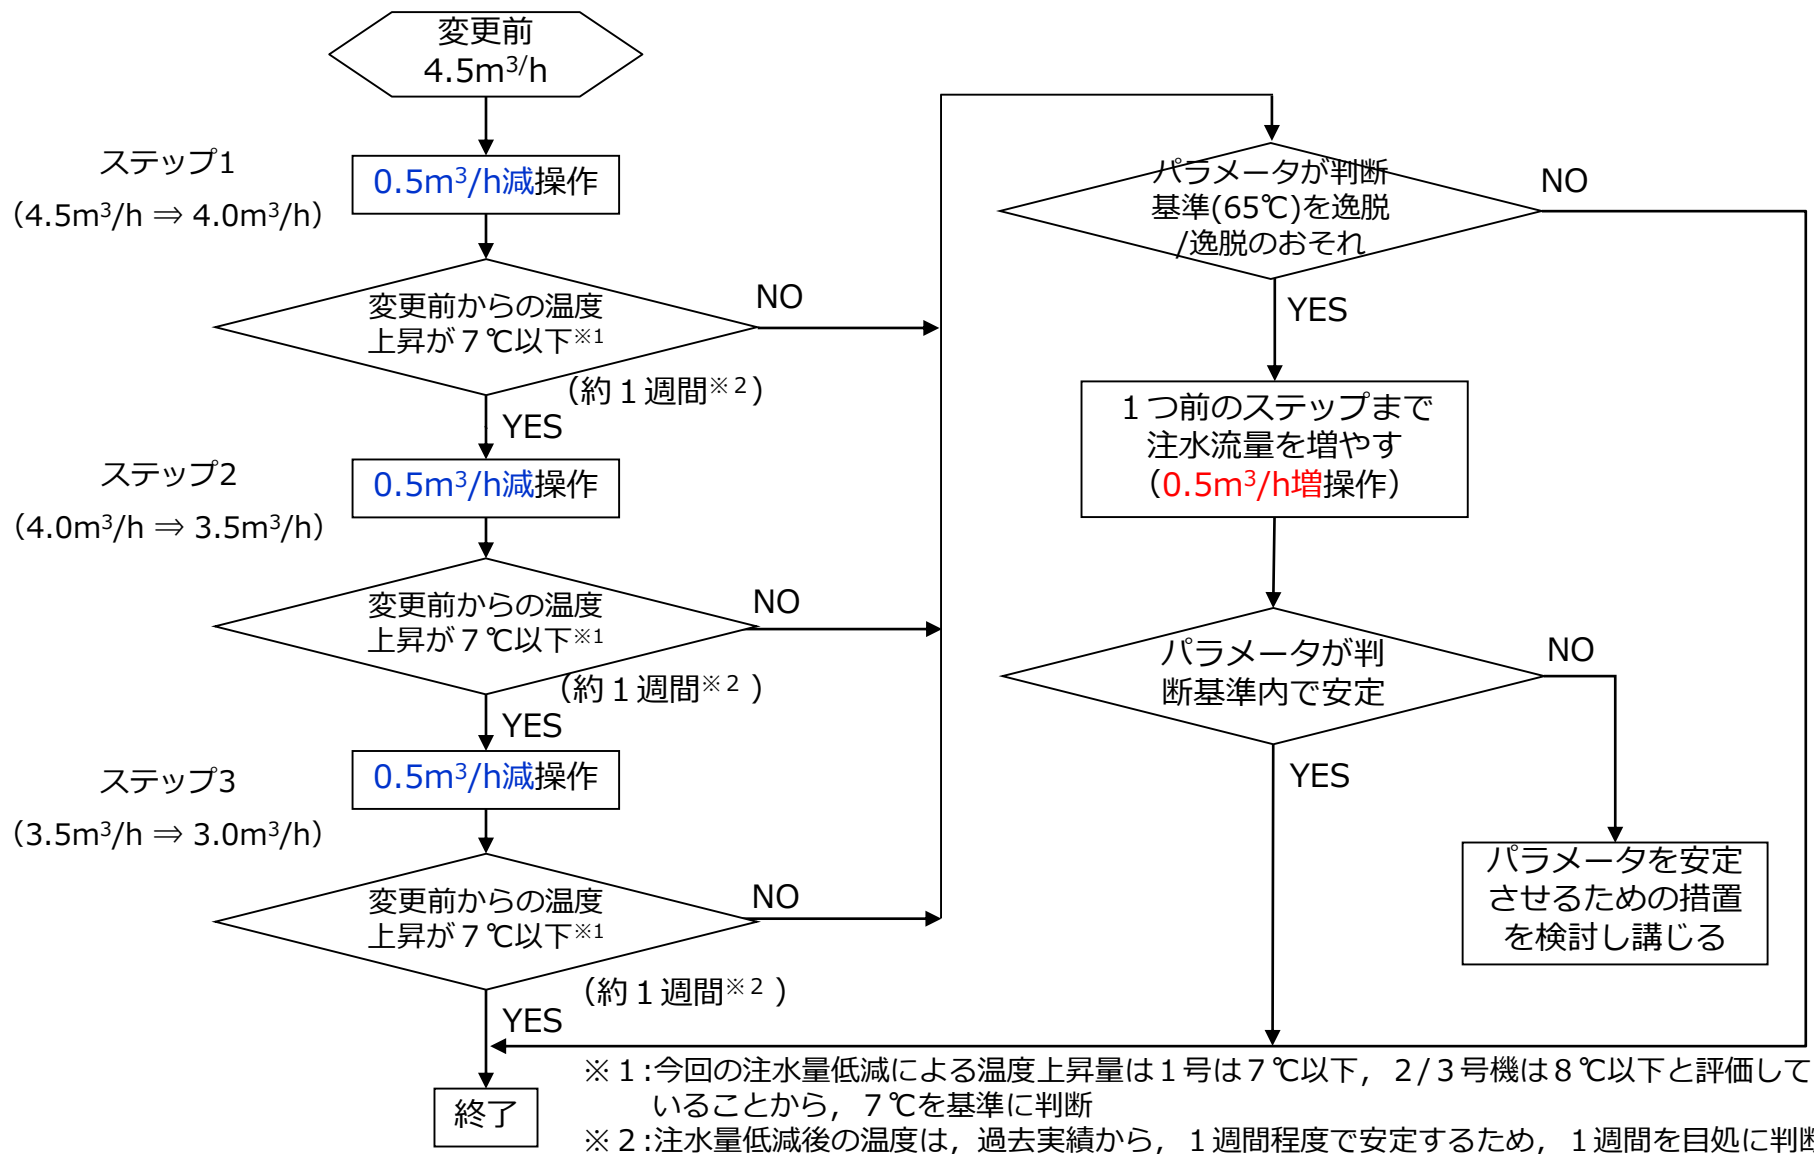 変更前
4.5m³/h
ステップ1
（4.5m³/h ⇒ 4.0m³/h）
0.5m³/h減操作
変更前からの温度
上昇が７℃以下※1
NO
（約１週間※２）
YES
ステップ2
（4.0m³/h ⇒ 3.5m³/h）
0.5m³/h減操作
変更前からの温度
上昇が７℃以下※1
NO
（約１週間※２）
YES
ステップ3
（3.5m³/h ⇒ 3.0m³/h）
0.5m³/h減操作
変更前からの温度
上昇が７℃以下※1
NO
（約１週間※２）
YES
終了
パラメータが判断
基準(65℃)を逸脱
/逸脱のおそれ
NO
YES
１つ前のステップまで
注水流量を増やす
（0.5m³/h増操作）
パラメータが判
断基準内で安定
NO
YES
パラメータを安定
させるための措置
を検討し講じる
※１:今回の注水量低減による温度上昇量は１号は７℃以下，２/３号機は８℃以下と評価して
いることから，７℃を基準に判断
※２:注水量低減後の温度は，過去実績から，１週間程度で安定するため，１週間を目処に判断